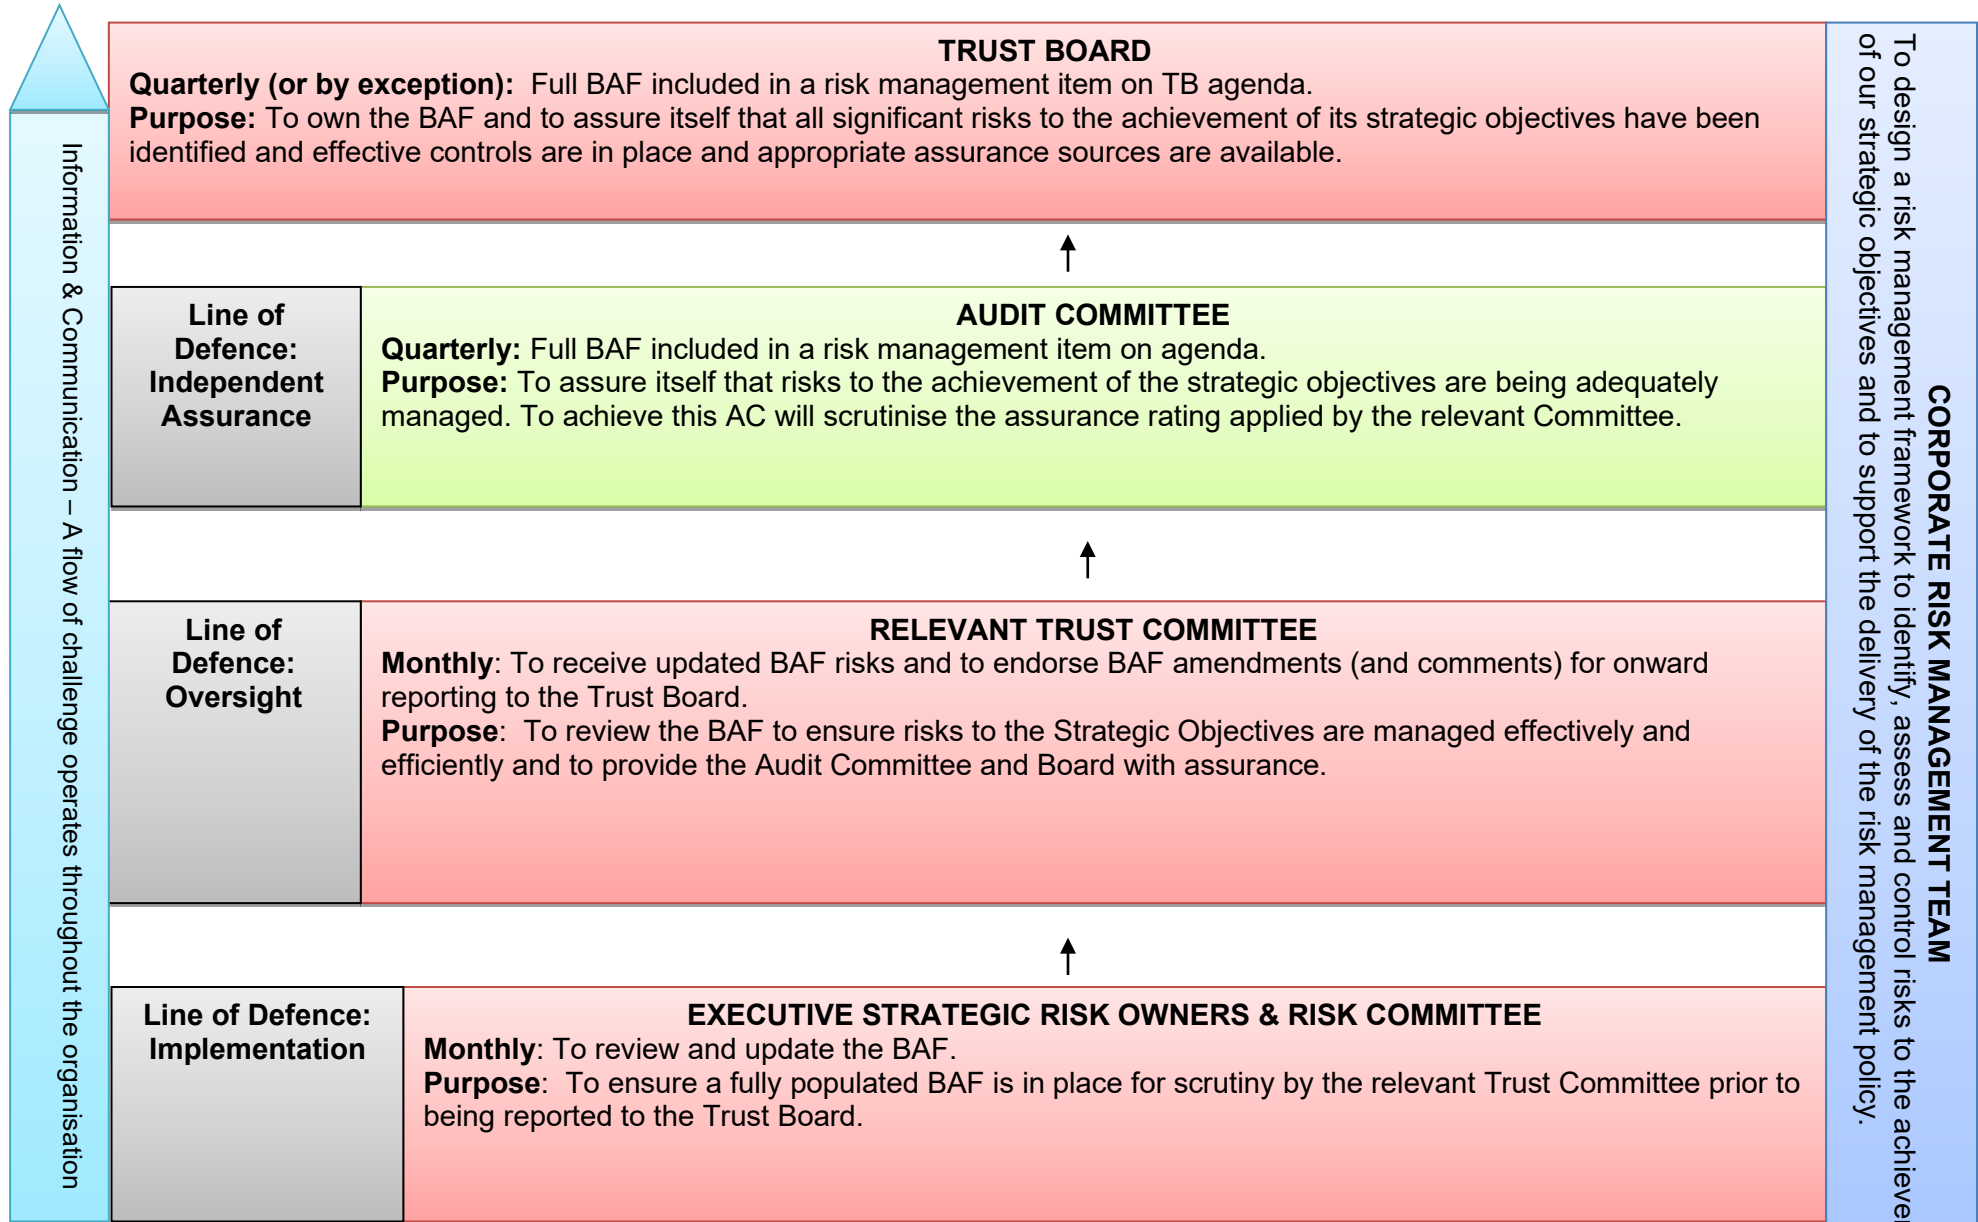 TRUST BOARD
Quarterly (or by exception):  Full BAF included in a risk management item on TB agenda.
Purpose: To own the BAF and to assure itself that all significant risks to the achievement of its strategic objectives have been
identified and effective controls are in place and appropriate assurance sources are available.
Line of
Defence:
Independent
Assurance
AUDIT COMMITTEE
Quarterly: Full BAF included in a risk management item on agenda.
Purpose: To assure itself that risks to the achievement of the strategic objectives are being adequately
managed. To achieve this AC will scrutinise the assurance rating applied by the relevant Committee.
Line of
Defence:
Oversight
RELEVANT TRUST COMMITTEE
Monthly: To receive updated BAF risks and to endorse BAF amendments (and comments) for onward
reporting to the Trust Board.
Purpose:  To review the BAF to ensure risks to the Strategic Objectives are managed effectively and
efficiently and to provide the Audit Committee and Board with assurance.
Line of Defence:
Implementation
EXECUTIVE STRATEGIC RISK OWNERS & RISK COMMITTEE
Monthly: To review and update the BAF.
Purpose:  To ensure a fully populated BAF is in place for scrutiny by the relevant Trust Committee prior to
being reported to the Trust Board.
Information & Communication – A flow of challenge operates throughout the organisation
CORPORATE RISK MANAGEMENT TEAM
To design a risk management framework to identify, assess and control risks to the
of our strategic objectives and to support the delivery of the risk management policy.